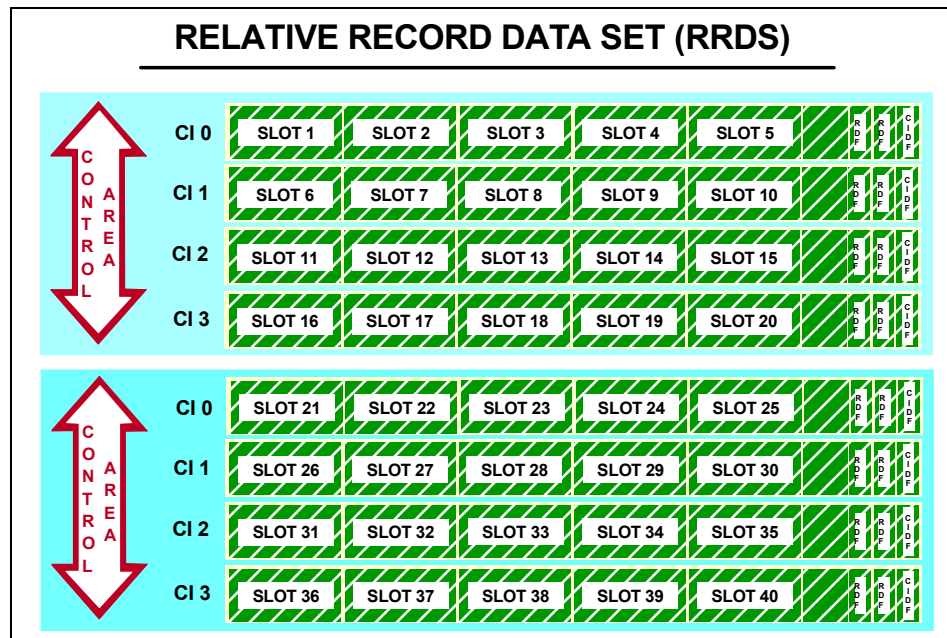 RELATIVE RECORD DATA SET (RRDS)
CONTROL
AREA
CI 0 SLOT 1 SLOT 2 SLOT 3 SLOT 4 SLOT 5 RDF RDF CIDF
CI 1 SLOT 6 SLOT 7 SLOT 8 SLOT 9 SLOT 10 RDF RDF CIDF
CI 2 SLOT 11 SLOT 12 SLOT 13 SLOT 14 SLOT 15 RDF RDF CIDF
CI 3 SLOT 16 SLOT 17 SLOT 18 SLOT 19 SLOT 20 RDF RDF CIDF
CONTROL
AREA
CI 0 SLOT 21 SLOT 22 SLOT 23 SLOT 24 SLOT 25 RDF RDF CIDF
CI 1 SLOT 26 SLOT 27 SLOT 28 SLOT 29 SLOT 30 RDF RDF CIDF
CI 2 SLOT 31 SLOT 32 SLOT 33 SLOT 34 SLOT 35 RDF RDF CIDF
CI 3 SLOT 36 SLOT 37 SLOT 38 SLOT 39 SLOT 40 RDF RDF CIDF